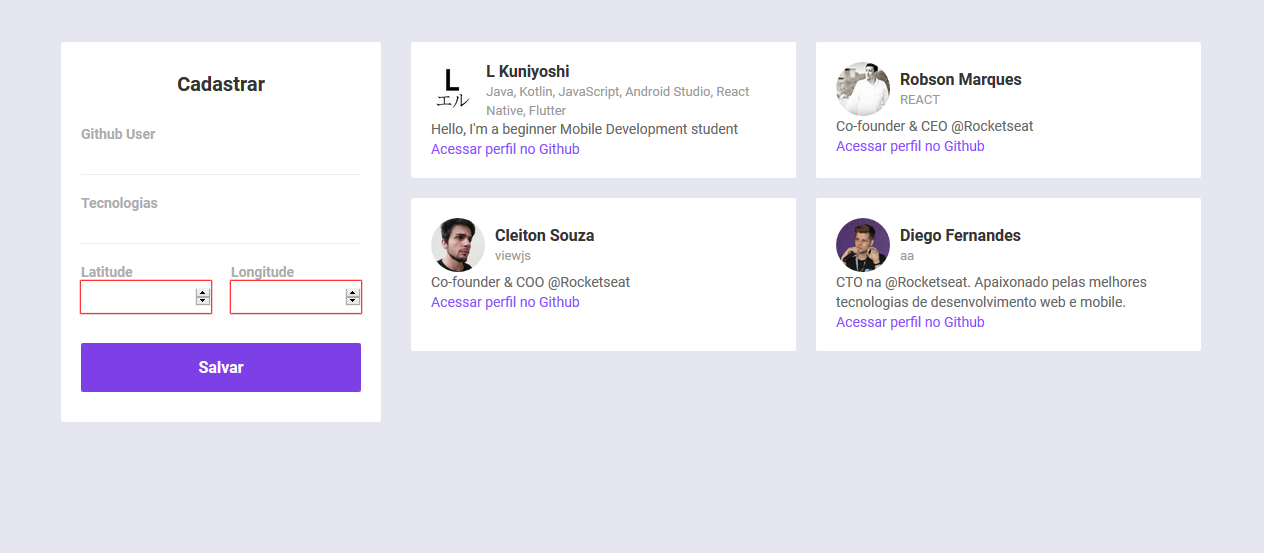 Cadastrar
Github User
Tecnologias
Latitude
Longitude
Salvar
L
エル
L Kuniyoshi
Java, Kotlin, JavaScript, Android Studio, React
Native, Flutter
Hello, I'm a beginner Mobile Development student
Acessar perfil no Github
Robson Marques
REACT
Co-founder & CEO @Rocketseat
Acessar perfil no Github
Cleiton Souza
viewjs
Co-founder & COO @Rocketseat
Acessar perfil no Github
Diego Fernandes
aa
CTO na @Rocketseat. Apaixonado pelas melhores
tecnologias de desenvolvimento web e mobile.
Acessar perfil no Github